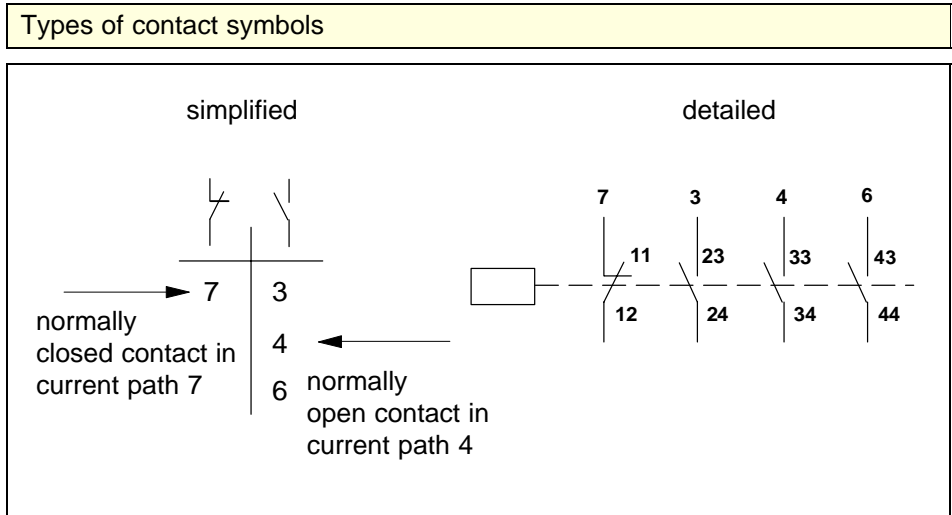 Types of contact symbols
simplified
detailed
7 3
normally
closed contact in
current path 7
4
6
normally
open contact in
current path 4
7 3 4 6
11 23 33 43
12 24 34 44